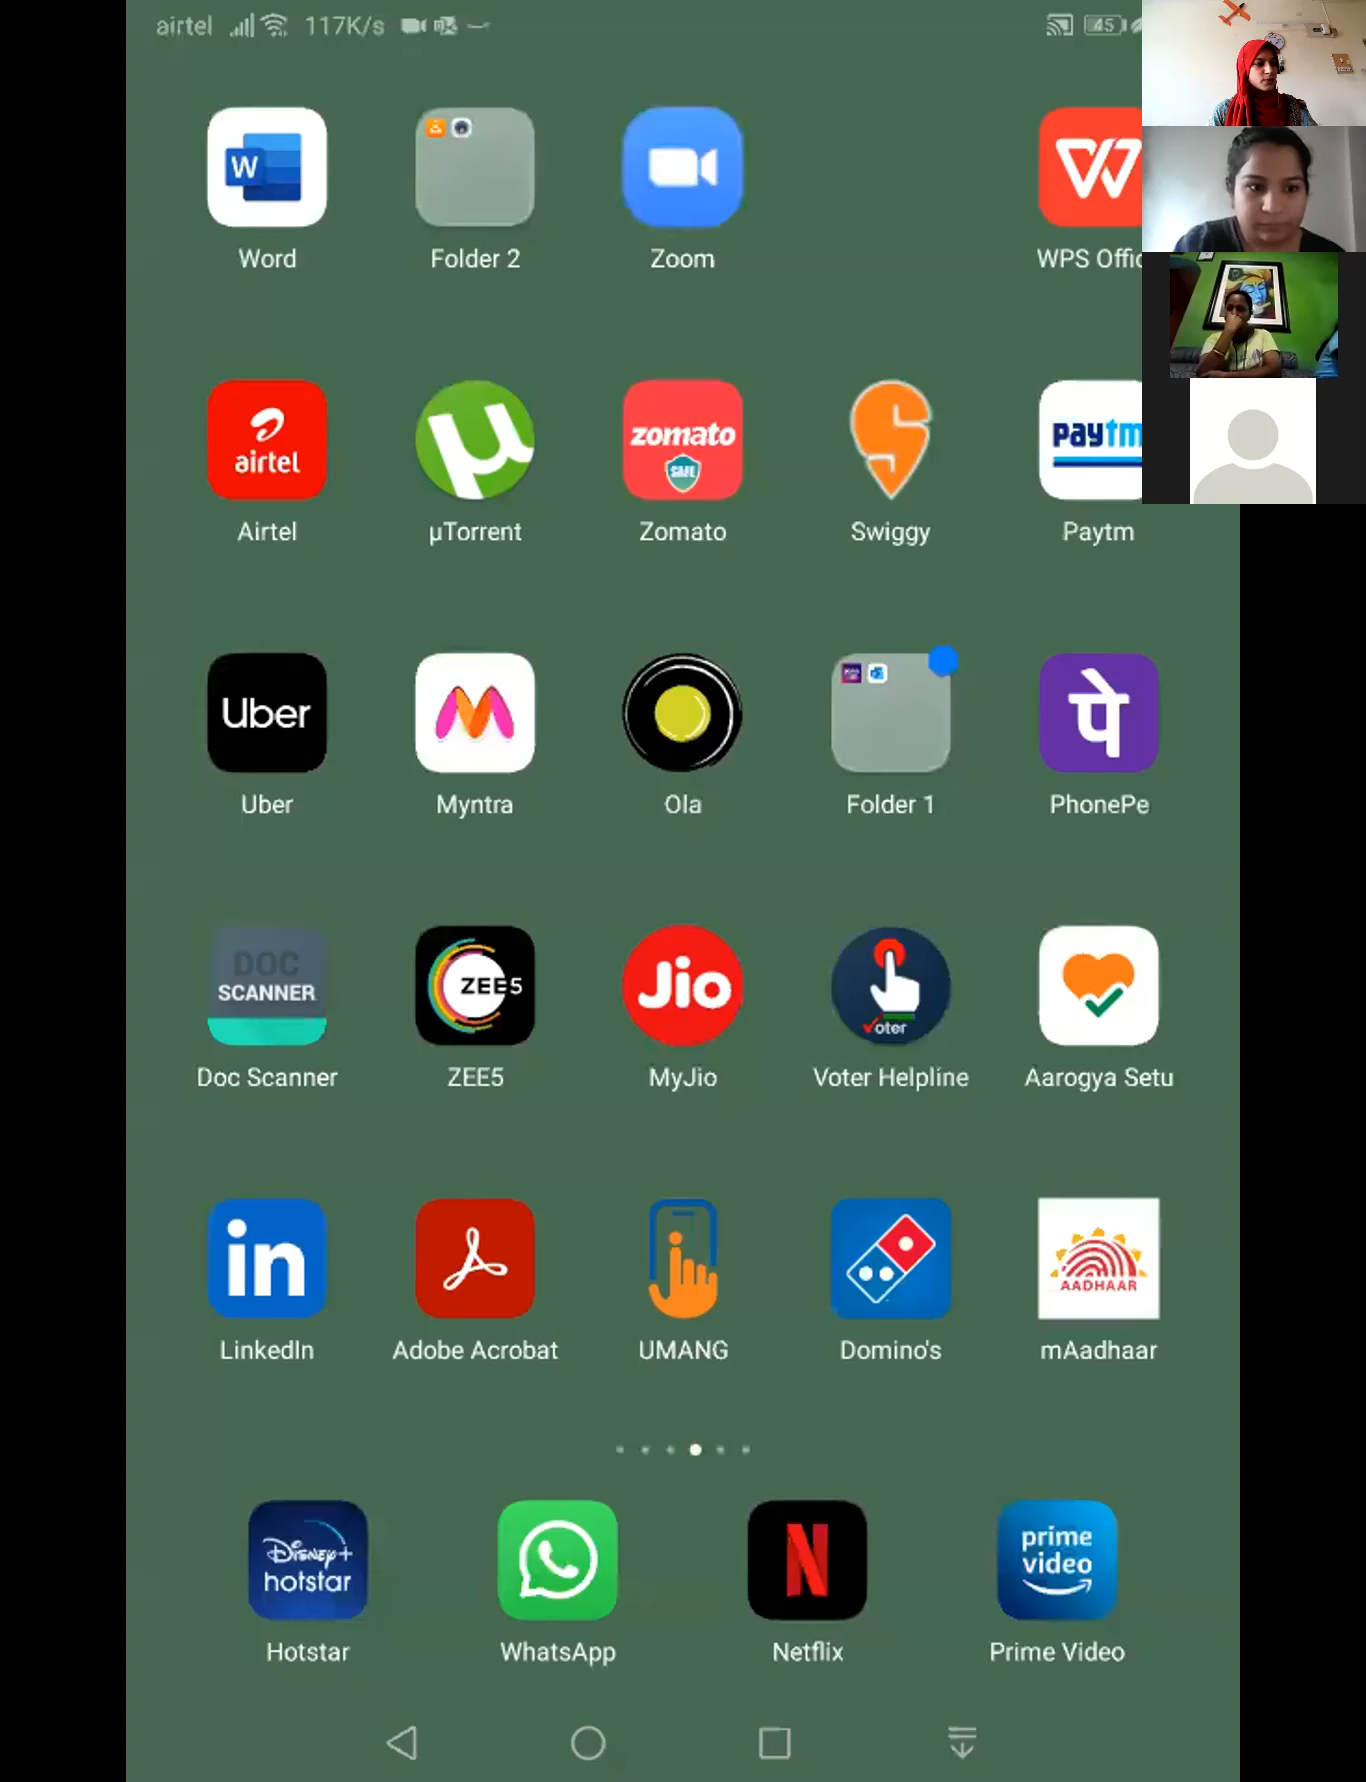 airtel 117K/s 45
W
Word Folder 2 Zoom WPS Offic
airtel
zomato
SAFE
paytm
Airtel µTorrent Zomato Swiggy Paytm
Uber
पे
Uber Myntra Ola Folder 1 PhonePe
DOC
SCANNER
ZEE5
Jio
Voter
Doc Scanner ZEE5 MyJio Voter Helpline Aarogya Setu
in
AADHAAR
LinkedIn Adobe Acrobat UMANG Domino's mAadhaar
Disney+
hotstar
N
prime
video
Hotstar WhatsApp Netflix Prime Video